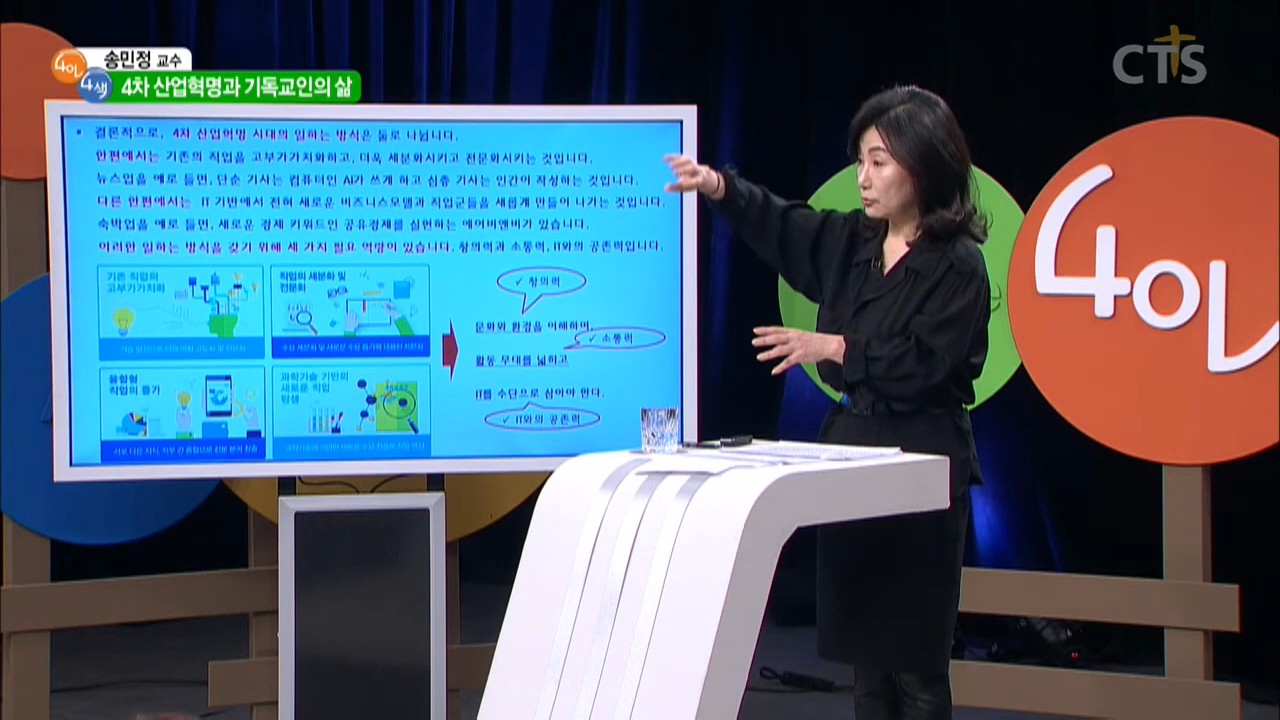 송민정 교수
4인
4색
4차 산업혁명과 기독교인의 삶
CTS
결론적으로, 4차 산업혁명 시대의 일하는 방식은 둘로 나뉩니다.
한편에서는 기존의 직업을 고부가가치화하고, 더욱 세분화시키고 전문화시키는 것입니다.
뉴스업을 예로 들면, 단순 기사는 컴퓨터인 AI가 쓰게 하고 심층 기사는 인간이 작성하는 것입니다.
다른 한편에서는 IT 기반에서 전혀 새로운 비즈니스모델과 직업군들을 새롭게 만들어 나가는 것입니다.
숙박업을 예로 들면, 새로운 경제 키워드인 공유경제를 실현하는 에어비앤비가 있습니다.
이러한 일하는 방식을 갖기 위해 세 가지 필요 역량이 있습니다. 창의력과 소통력, IT와의 공존력입니다.
기존 직업의
고부가가치화
직업의 세분화 및
전문화
✓ 창의력
문화와 환경을 이해하며,
✓ 소통력
활동 무대를 넓히고
융합형
직업의 증가
과학기술 기반의
새로운 직업
탄생
IT를 수단으로 삼아야 한다.
✓ IT와의 공존력
4인